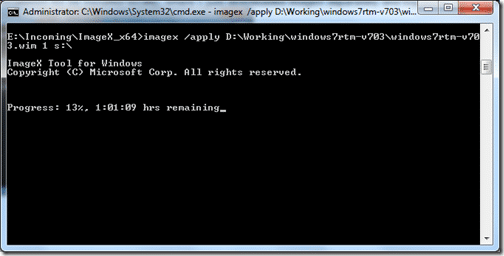 Administrator: C:\Windows\System32\cmd.exe - imagex /apply D:\Working\windows7rtm-v703\wi...
E:\Incoming\ImageX_x64>imagex /apply D:\Working\windows7rtm-v703\windows7rtm-v70
3.wim 1 s:\
ImageX Tool for Windows
Copyright (C) Microsoft Corp. All rights reserved.
Progress: 13%, 1:01:09 hrs remaining_